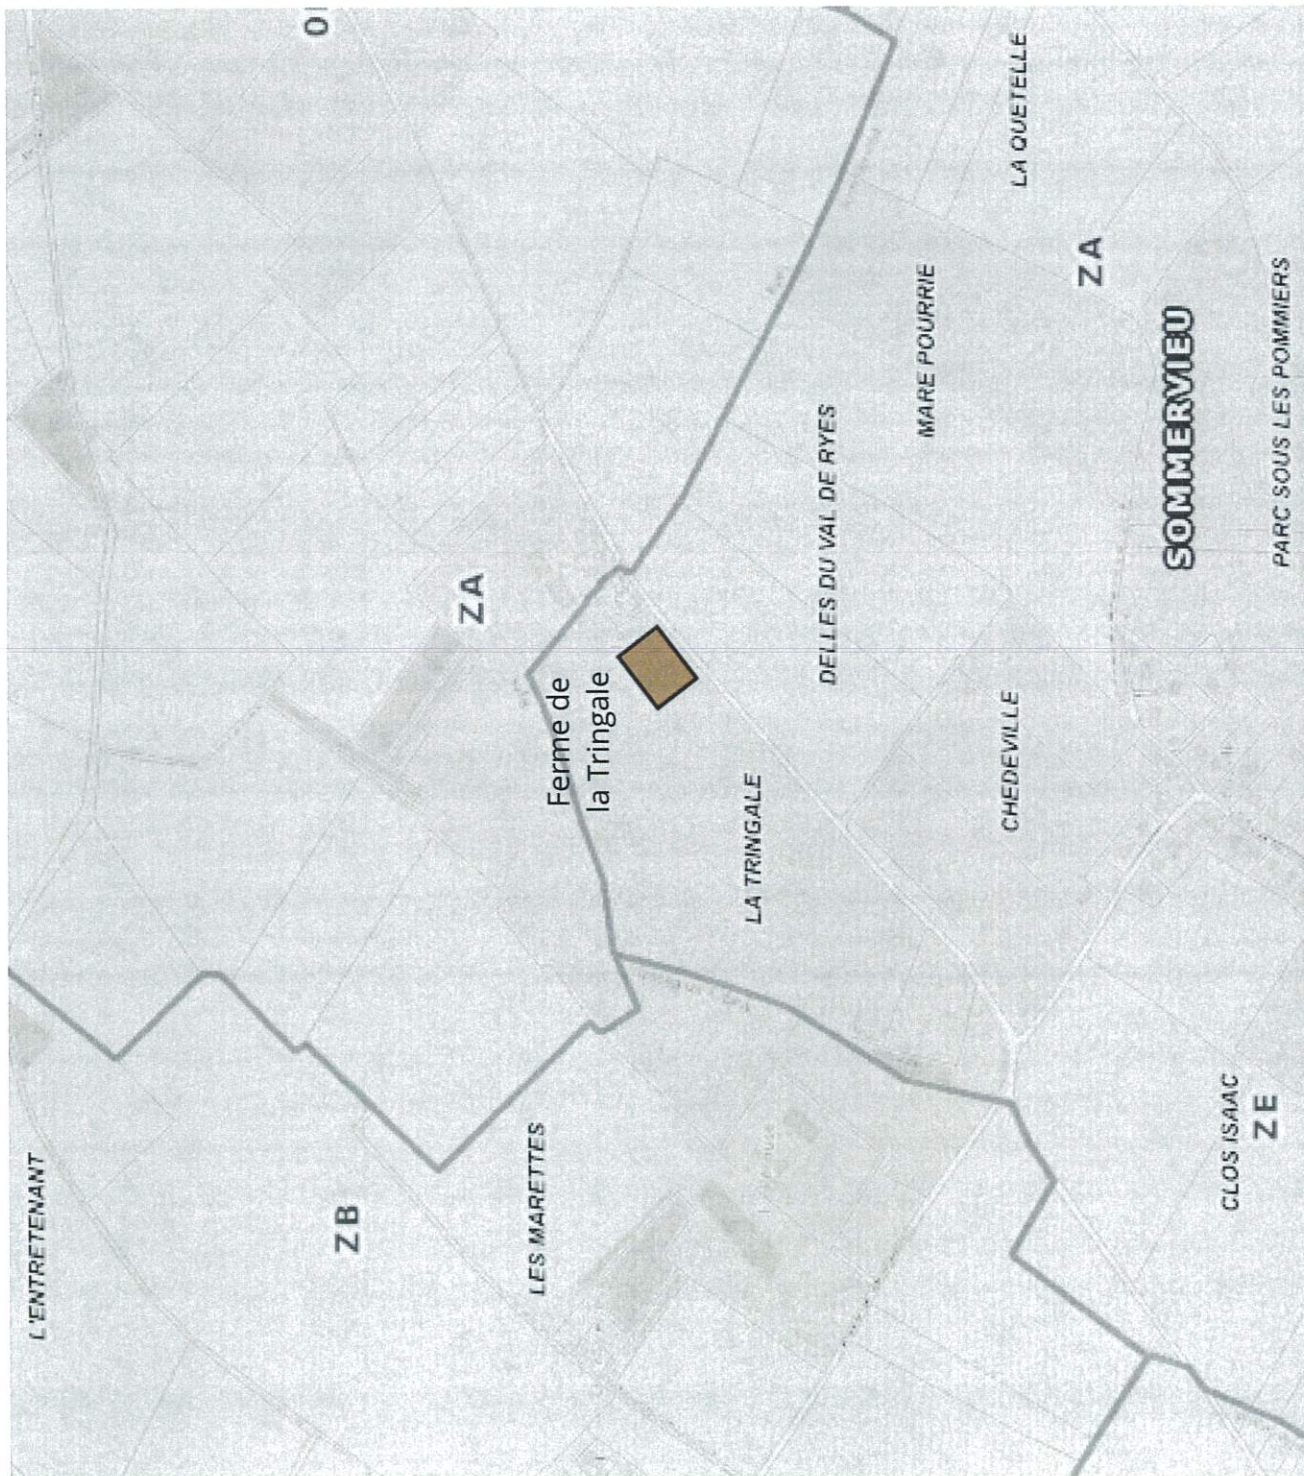 L'ENTRETENANT
ZB
LES MARETTES
ZA
Ferme de
la Tringale
LA TRINGALE
DELLES DU VAL DE RYES
MARE POURRIE
LA QUETELLE
CHEDEVILLE
ZA
SOMMERVIEU
PARC SOUS LES POMMIERS
CLOS ISAAC
ZE